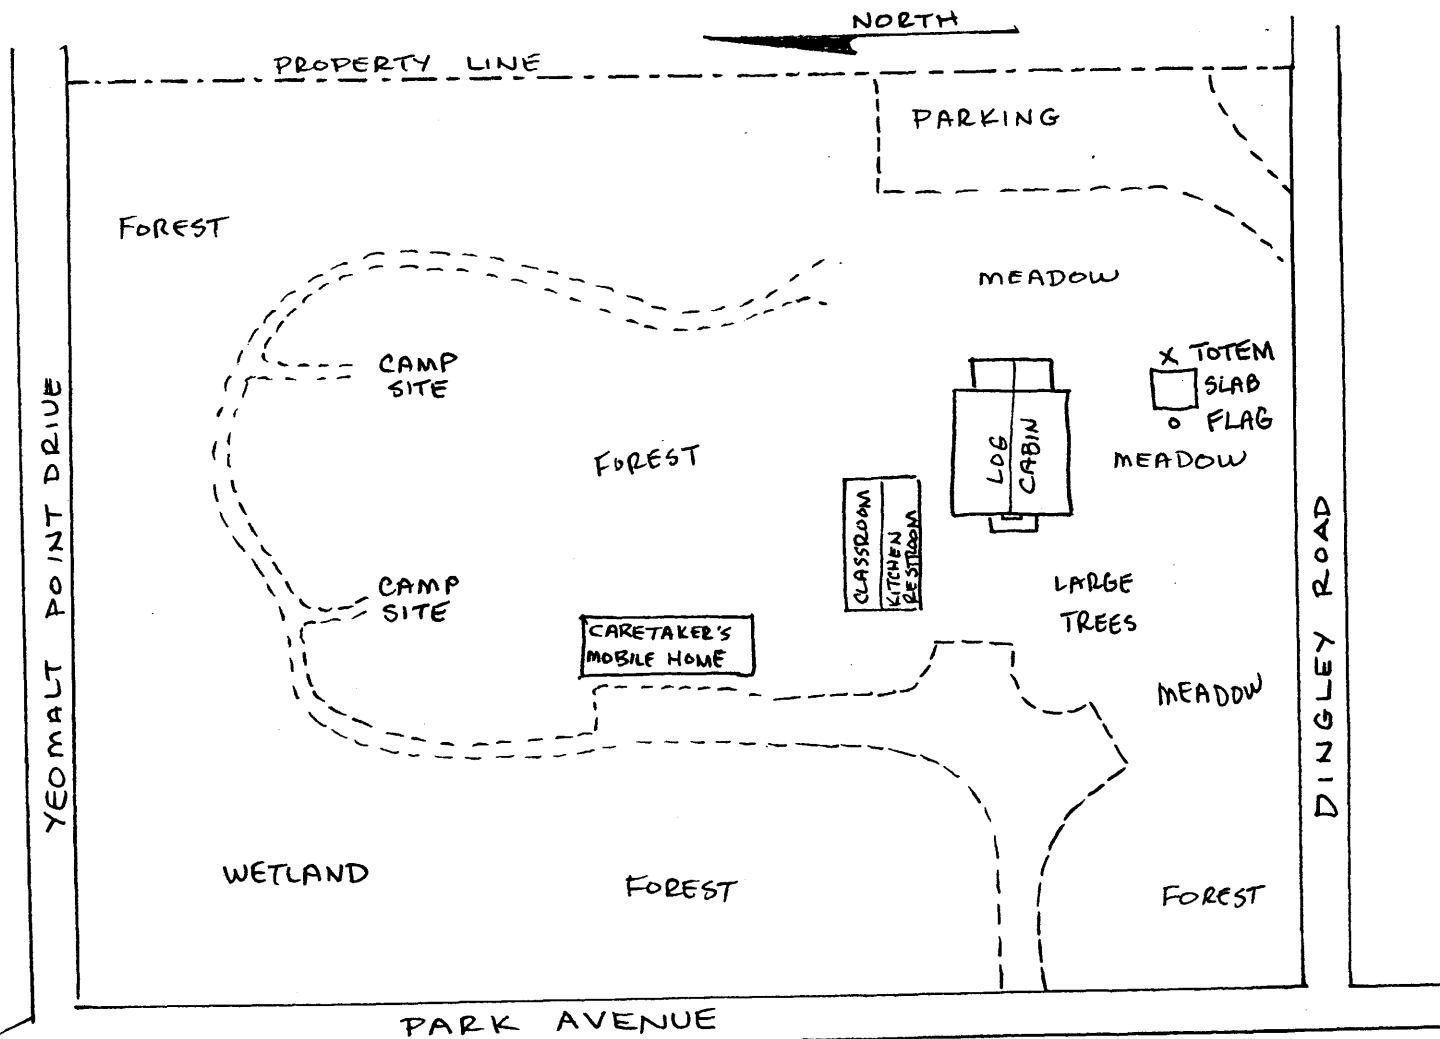 NORTH
PROPERTY LINE
PARKING
FOREST
MEADOW
CAMP
SITE
X TOTEM
SLAB
FLAG
FOREST
LOG
CABIN
MEADOW
CLASSROOM
KITCHEN
RESTROOM
CAMP
SITE
LARGE
TREES
CARETAKER'S
MOBILE HOME
MEADOW
YEOMALT POINT DRIVE
DINGLEY ROAD
WETLAND
FOREST
FOREST
PARK AVENUE